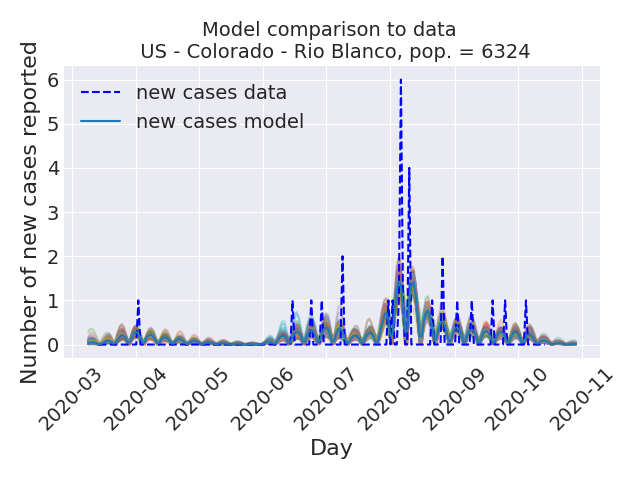 Model comparison to data
US - Colorado - Rio Blanco, pop. = 6324
Number of new cases reported
6
5
4
3
2
1
0
new cases data
new cases model
2020-03
2020-04
2020-05
2020-06
2020-07
2020-08
2020-09
2020-10
2020-11
Day